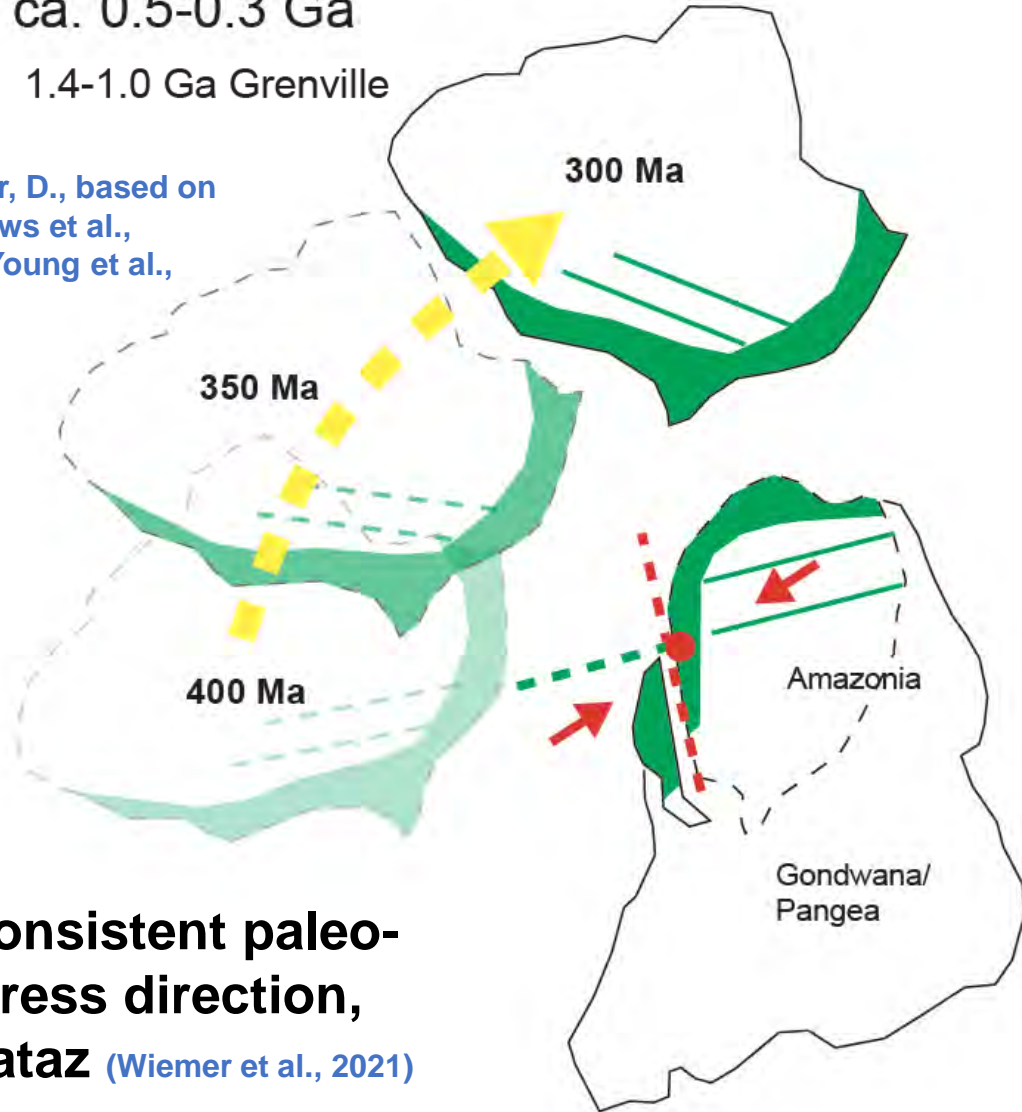 ca. 0.5-0.3 Ga
1.4-1.0 Ga Grenville
r, D., based on
ws et al.,
Young et al.,
300 Ma
350 Ma
400 Ma
Amazonia
Gondwana/
Pangea
onsistent paleo-
ress direction,
ataz (Wiemer et al., 2021)